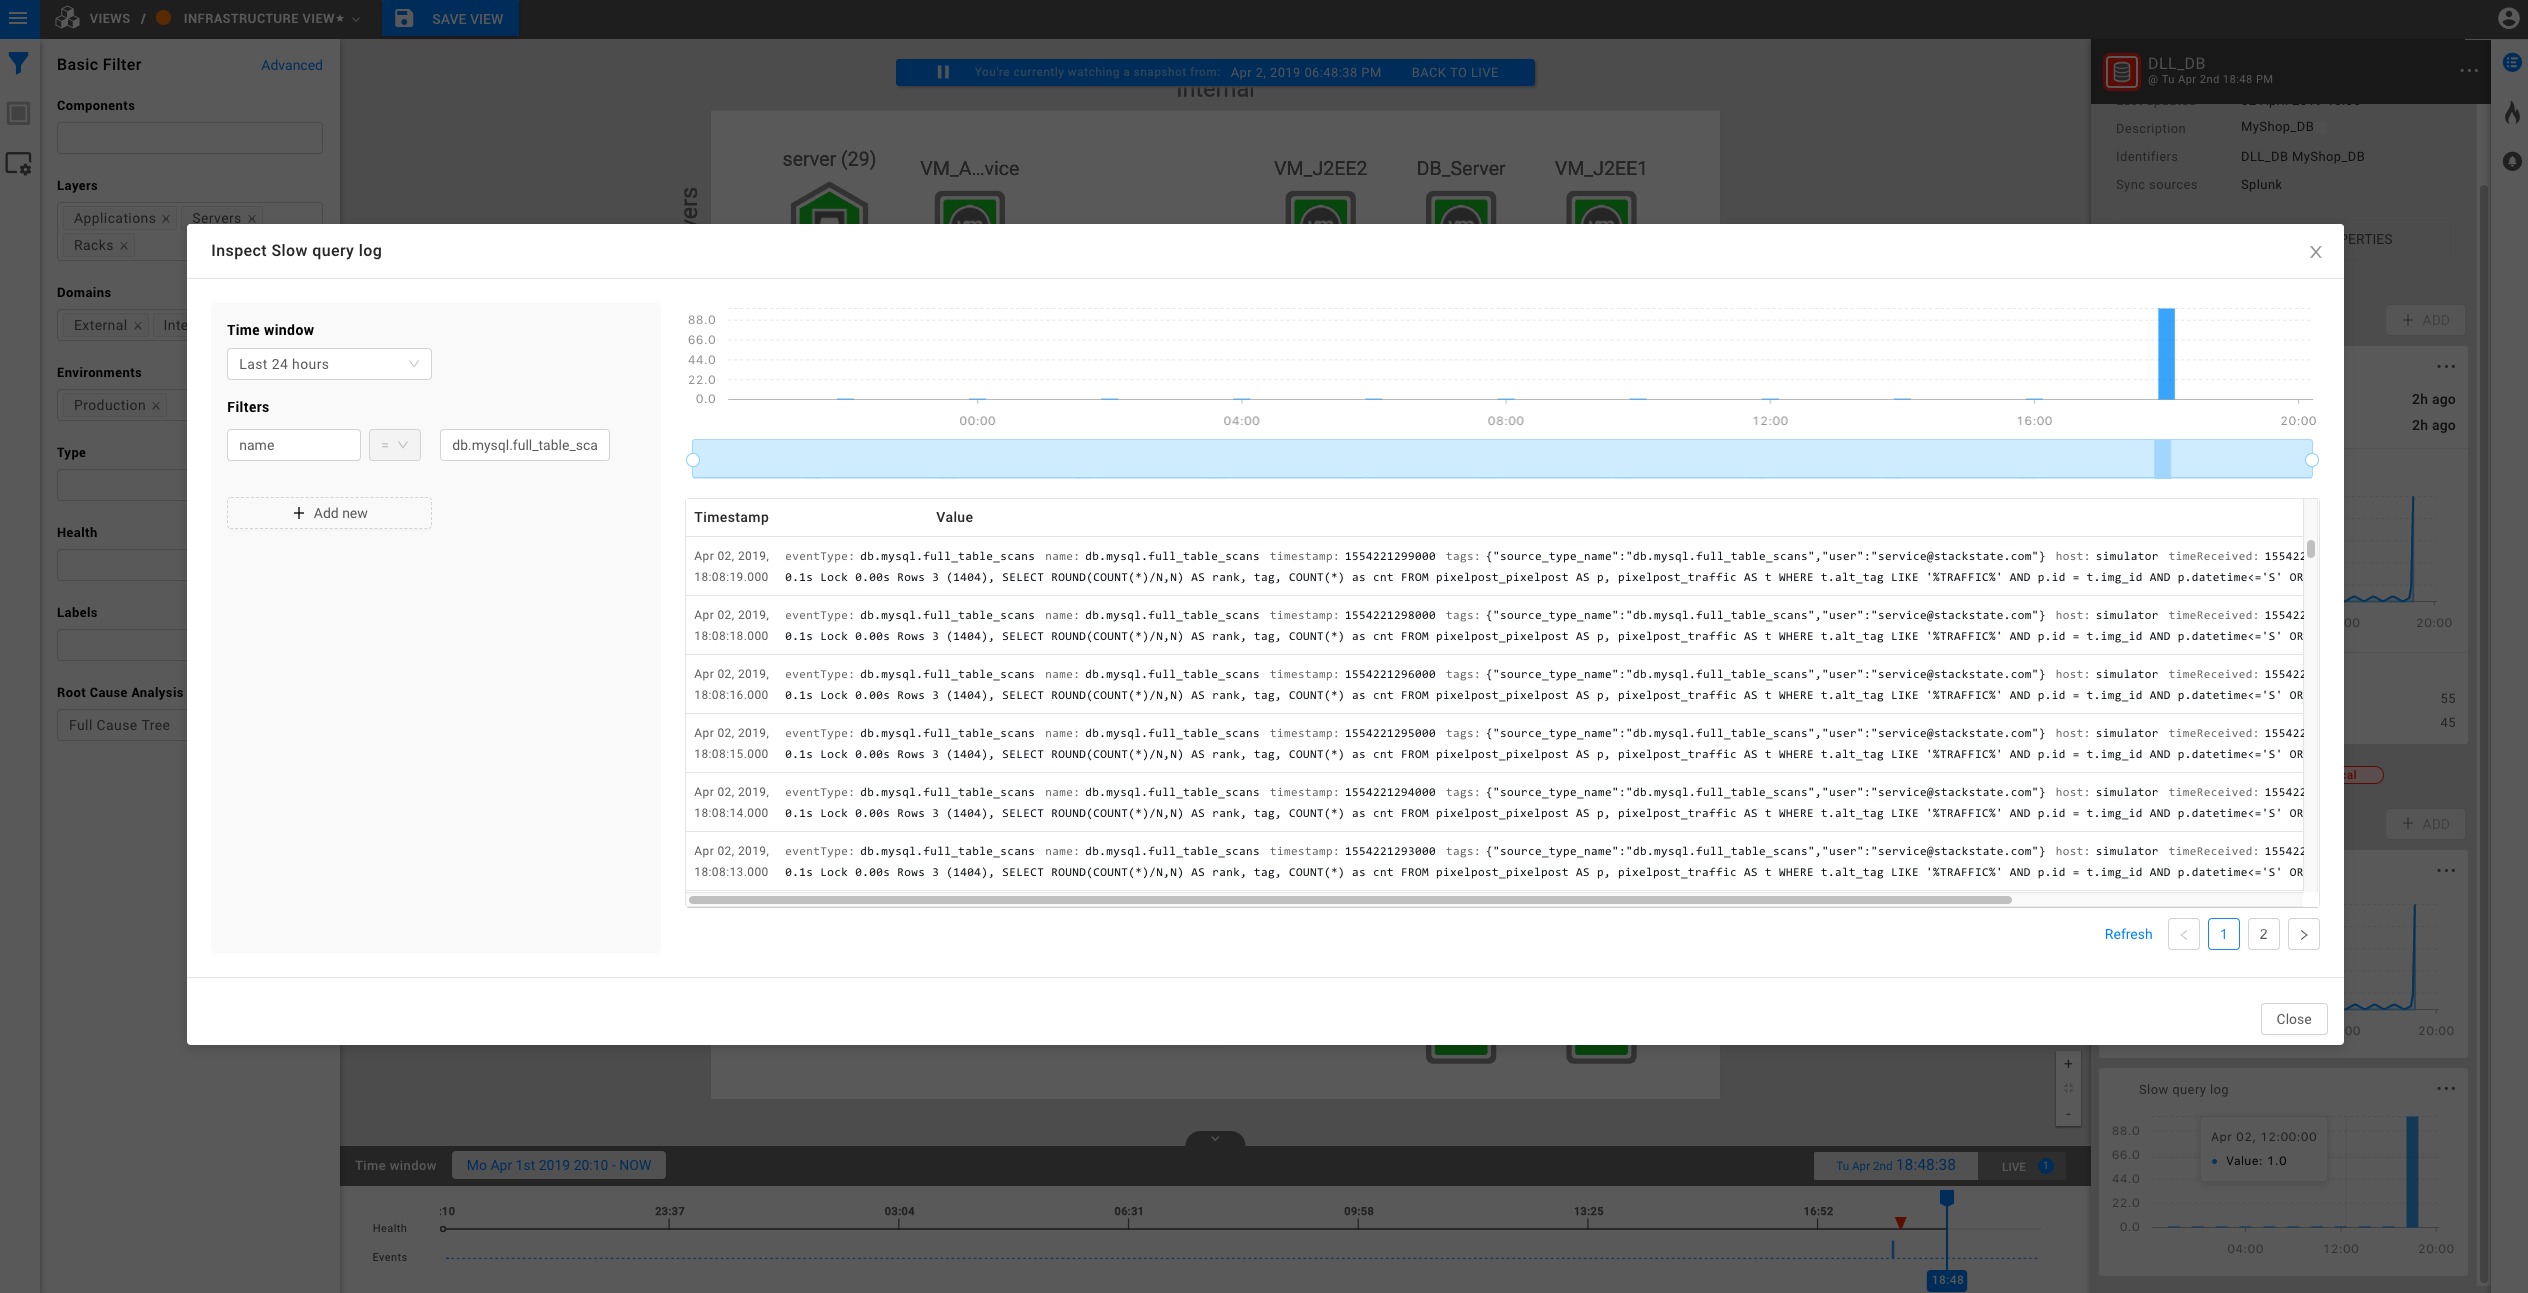 VIEWS / INFRASTRUCTURE VIEW★
SAVE VIEW
Basic Filter
Advanced
Components
Layers
Applications ×
Servers ×
Racks ×
Domains
External ×
Inte
Environments
Production ×
Type
Health
Labels
Root Cause Analysis
Full Cause Tree
You're currently watching a snapshot from: Apr 2, 2019 06:48:38 PM BACK TO LIVE
Internal
server (29)
VM_A...vice
VM_J2EE2
DB_Server
VM_J2EE1
vers
DLL_DB
@ Tu Apr 2nd 18:48 PM
Description MyShop_DB
Identifiers DLL_DB MyShop_DB
Sync sources Splunk
PERTIES
+ ADD
2h ago
2h ago
00 20:00
55
45
cal
+ ADD
00 20:00
Inspect Slow query log
X
Time window
Last 24 hours
Filters
name
=
db.mysql.full_table_sca
+ Add new
88.0
66.0
44.0
22.0
0.0
00:00 04:00 08:00 12:00 16:00 20:00
Timestamp Value
Apr 02, 2019, eventType: db.mysql.full_table_scans name: db.mysql.full_table_scans timestamp: 1554221299000 tags: {"source_type_name":"db.mysql.full_table_scans","user":"service@stackstate.com"} host: simulator timeReceived: 155422
18:08:19.000 0.1s Lock 0.00s Rows 3 (1404), SELECT ROUND(COUNT(*)/N,N) AS rank, tag, COUNT(*) as cnt FROM pixelpost_pixelpost AS p, pixelpost_traffic AS t WHERE t.alt_tag LIKE '%TRAFFIC%' AND p.id = t.img_id AND p.datetime<='S' OR
Apr 02, 2019, eventType: db.mysql.full_table_scans name: db.mysql.full_table_scans timestamp: 1554221298000 tags: {"source_type_name":"db.mysql.full_table_scans","user":"service@stackstate.com"} host: simulator timeReceived: 155422
18:08:18.000 0.1s Lock 0.00s Rows 3 (1404), SELECT ROUND(COUNT(*)/N,N) AS rank, tag, COUNT(*) as cnt FROM pixelpost_pixelpost AS p, pixelpost_traffic AS t WHERE t.alt_tag LIKE '%TRAFFIC%' AND p.id = t.img_id AND p.datetime<='S' OR
Apr 02, 2019, eventType: db.mysql.full_table_scans name: db.mysql.full_table_scans timestamp: 1554221296000 tags: {"source_type_name":"db.mysql.full_table_scans","user":"service@stackstate.com"} host: simulator timeReceived: 155422
18:08:16.000 0.1s Lock 0.00s Rows 3 (1404), SELECT ROUND(COUNT(*)/N,N) AS rank, tag, COUNT(*) as cnt FROM pixelpost_pixelpost AS p, pixelpost_traffic AS t WHERE t.alt_tag LIKE '%TRAFFIC%' AND p.id = t.img_id AND p.datetime<='S' OR
Apr 02, 2019, eventType: db.mysql.full_table_scans name: db.mysql.full_table_scans timestamp: 1554221295000 tags: {"source_type_name":"db.mysql.full_table_scans","user":"service@stackstate.com"} host: simulator timeReceived: 155422
18:08:15.000 0.1s Lock 0.00s Rows 3 (1404), SELECT ROUND(COUNT(*)/N,N) AS rank, tag, COUNT(*) as cnt FROM pixelpost_pixelpost AS p, pixelpost_traffic AS t WHERE t.alt_tag LIKE '%TRAFFIC%' AND p.id = t.img_id AND p.datetime<='S' OR
Apr 02, 2019, eventType: db.mysql.full_table_scans name: db.mysql.full_table_scans timestamp: 1554221294000 tags: {"source_type_name":"db.mysql.full_table_scans","user":"service@stackstate.com"} host: simulator timeReceived: 155422
18:08:14.000 0.1s Lock 0.00s Rows 3 (1404), SELECT ROUND(COUNT(*)/N,N) AS rank, tag, COUNT(*) as cnt FROM pixelpost_pixelpost AS p, pixelpost_traffic AS t WHERE t.alt_tag LIKE '%TRAFFIC%' AND p.id = t.img_id AND p.datetime<='S' OR
Apr 02, 2019, eventType: db.mysql.full_table_scans name: db.mysql.full_table_scans timestamp: 1554221293000 tags: {"source_type_name":"db.mysql.full_table_scans","user":"service@stackstate.com"} host: simulator timeReceived: 155422
18:08:13.000 0.1s Lock 0.00s Rows 3 (1404), SELECT ROUND(COUNT(*)/N,N) AS rank, tag, COUNT(*) as cnt FROM pixelpost_pixelpost AS p, pixelpost_traffic AS t WHERE t.alt_tag LIKE '%TRAFFIC%' AND p.id = t.img_id AND p.datetime<='S' OR
Refresh < 1 2 >
Close
+
-
Slow query log
88.0
66.0
44.0
22.0
0.0
Apr 02, 12:00:00
Value: 1.0
04:00 12:00 20:00
Time window
Mo Apr 1st 2019 20:10 - NOW
Tu Apr 2nd 18:48:38
LIVE 1
:10 23:37 03:04 06:31 09:58 13:25 16:52
Health
Events
18:48